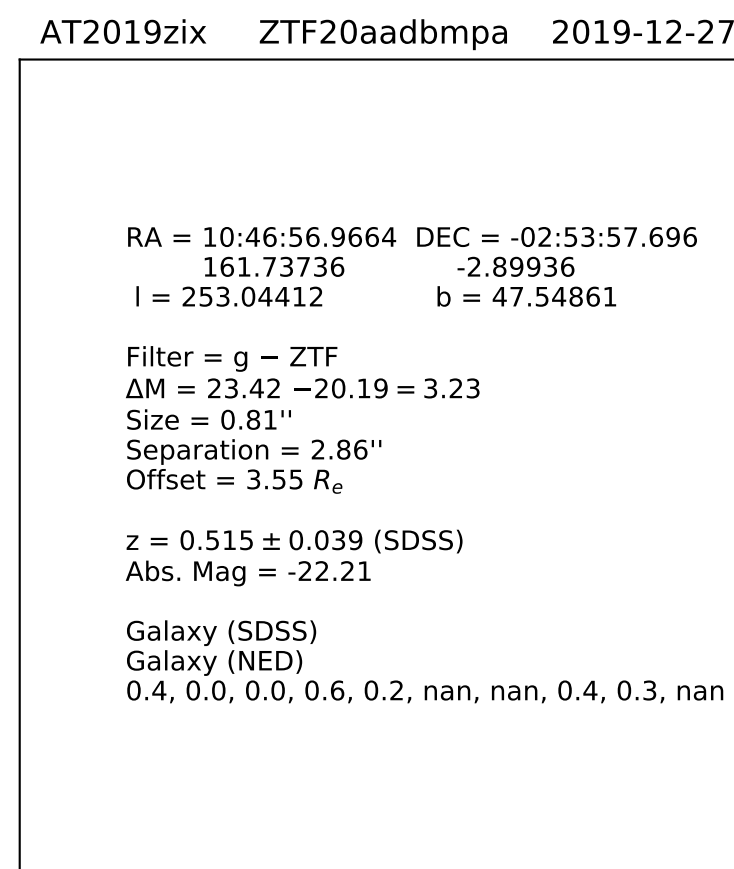 AT2019zix ZTF20aadbmpa 2019-12-27
RA = 10:46:56.9664 DEC = -02:53:57.696
161.73736 -2.89936
l = 253.04412 b = 47.54861
Filter = g − ZTF
ΔM = 23.42 −20.19 = 3.23
Size = 0.81''
Separation = 2.86''
Offset = 3.55 Rₑ
z = 0.515 ± 0.039 (SDSS)
Abs. Mag = -22.21
Galaxy (SDSS)
Galaxy (NED)
0.4, 0.0, 0.0, 0.6, 0.2, nan, nan, 0.4, 0.3, nan